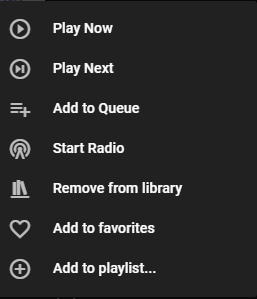 Play Now
Play Next
Add to Queue
Start Radio
Remove from library
Add to favorites
Add to playlist...